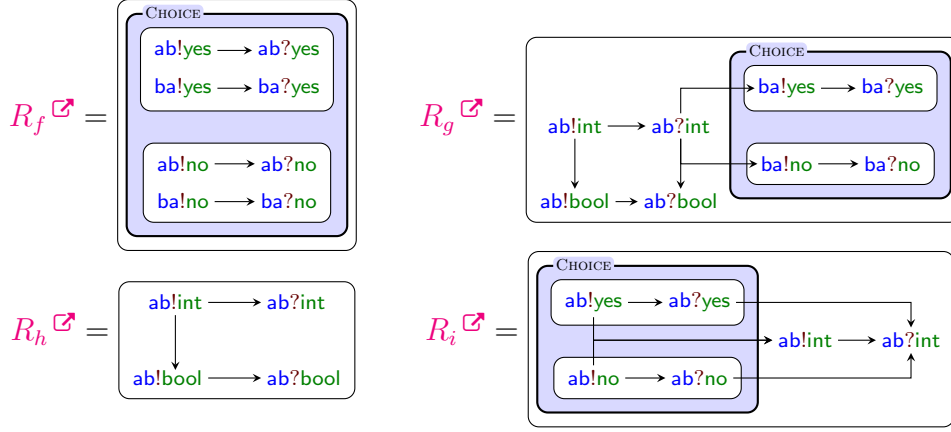 CHOICE
ab!yes ab?yes
ba!yes ba?yes
R_f =
ab!no ab?no
ba!no ba?no
CHOICE
ba!yes ba?yes
R_g = ab!int ab?int
ba!no ba?no
ab!bool ab?bool
R_h =
ab!int ab?int
ab!bool ab?bool
CHOICE
ab!yes ab?yes
R_i = ab!int ab?int
ab!no ab?no